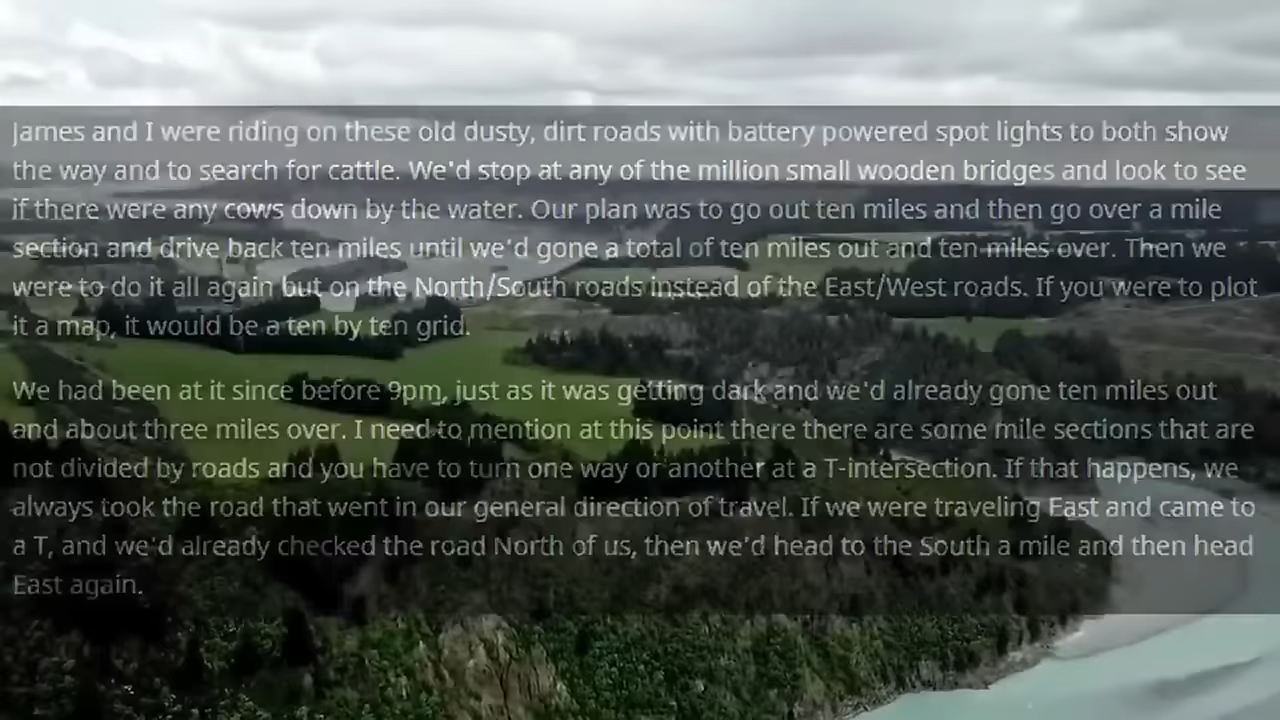 James and I were riding on these old dusty, dirt roads with battery powered spot lights to both show
the way and to search for cattle. We'd stop at any of the million small wooden bridges and look to see
if there were any cows down by the water. Our plan was to go out ten miles and then go over a mile
section and drive back ten miles until we'd gone a total of ten miles out and ten miles over. Then we
were to do it all again but on the North/South roads instead of the East/West roads. If you were to plot
it a map, it would be a ten by ten grid.
We had been at it since before 9pm, just as it was getting dark and we'd already gone ten miles out
and about three miles over. I need to mention at this point there there are some mile sections that are
not divided by roads and you have to turn one way or another at a T-intersection. If that happens, we
always took the road that went in our general direction of travel. If we were traveling East and came to
a T, and we'd already checked the road North of us, then we'd head to the South a mile and then head
East again.